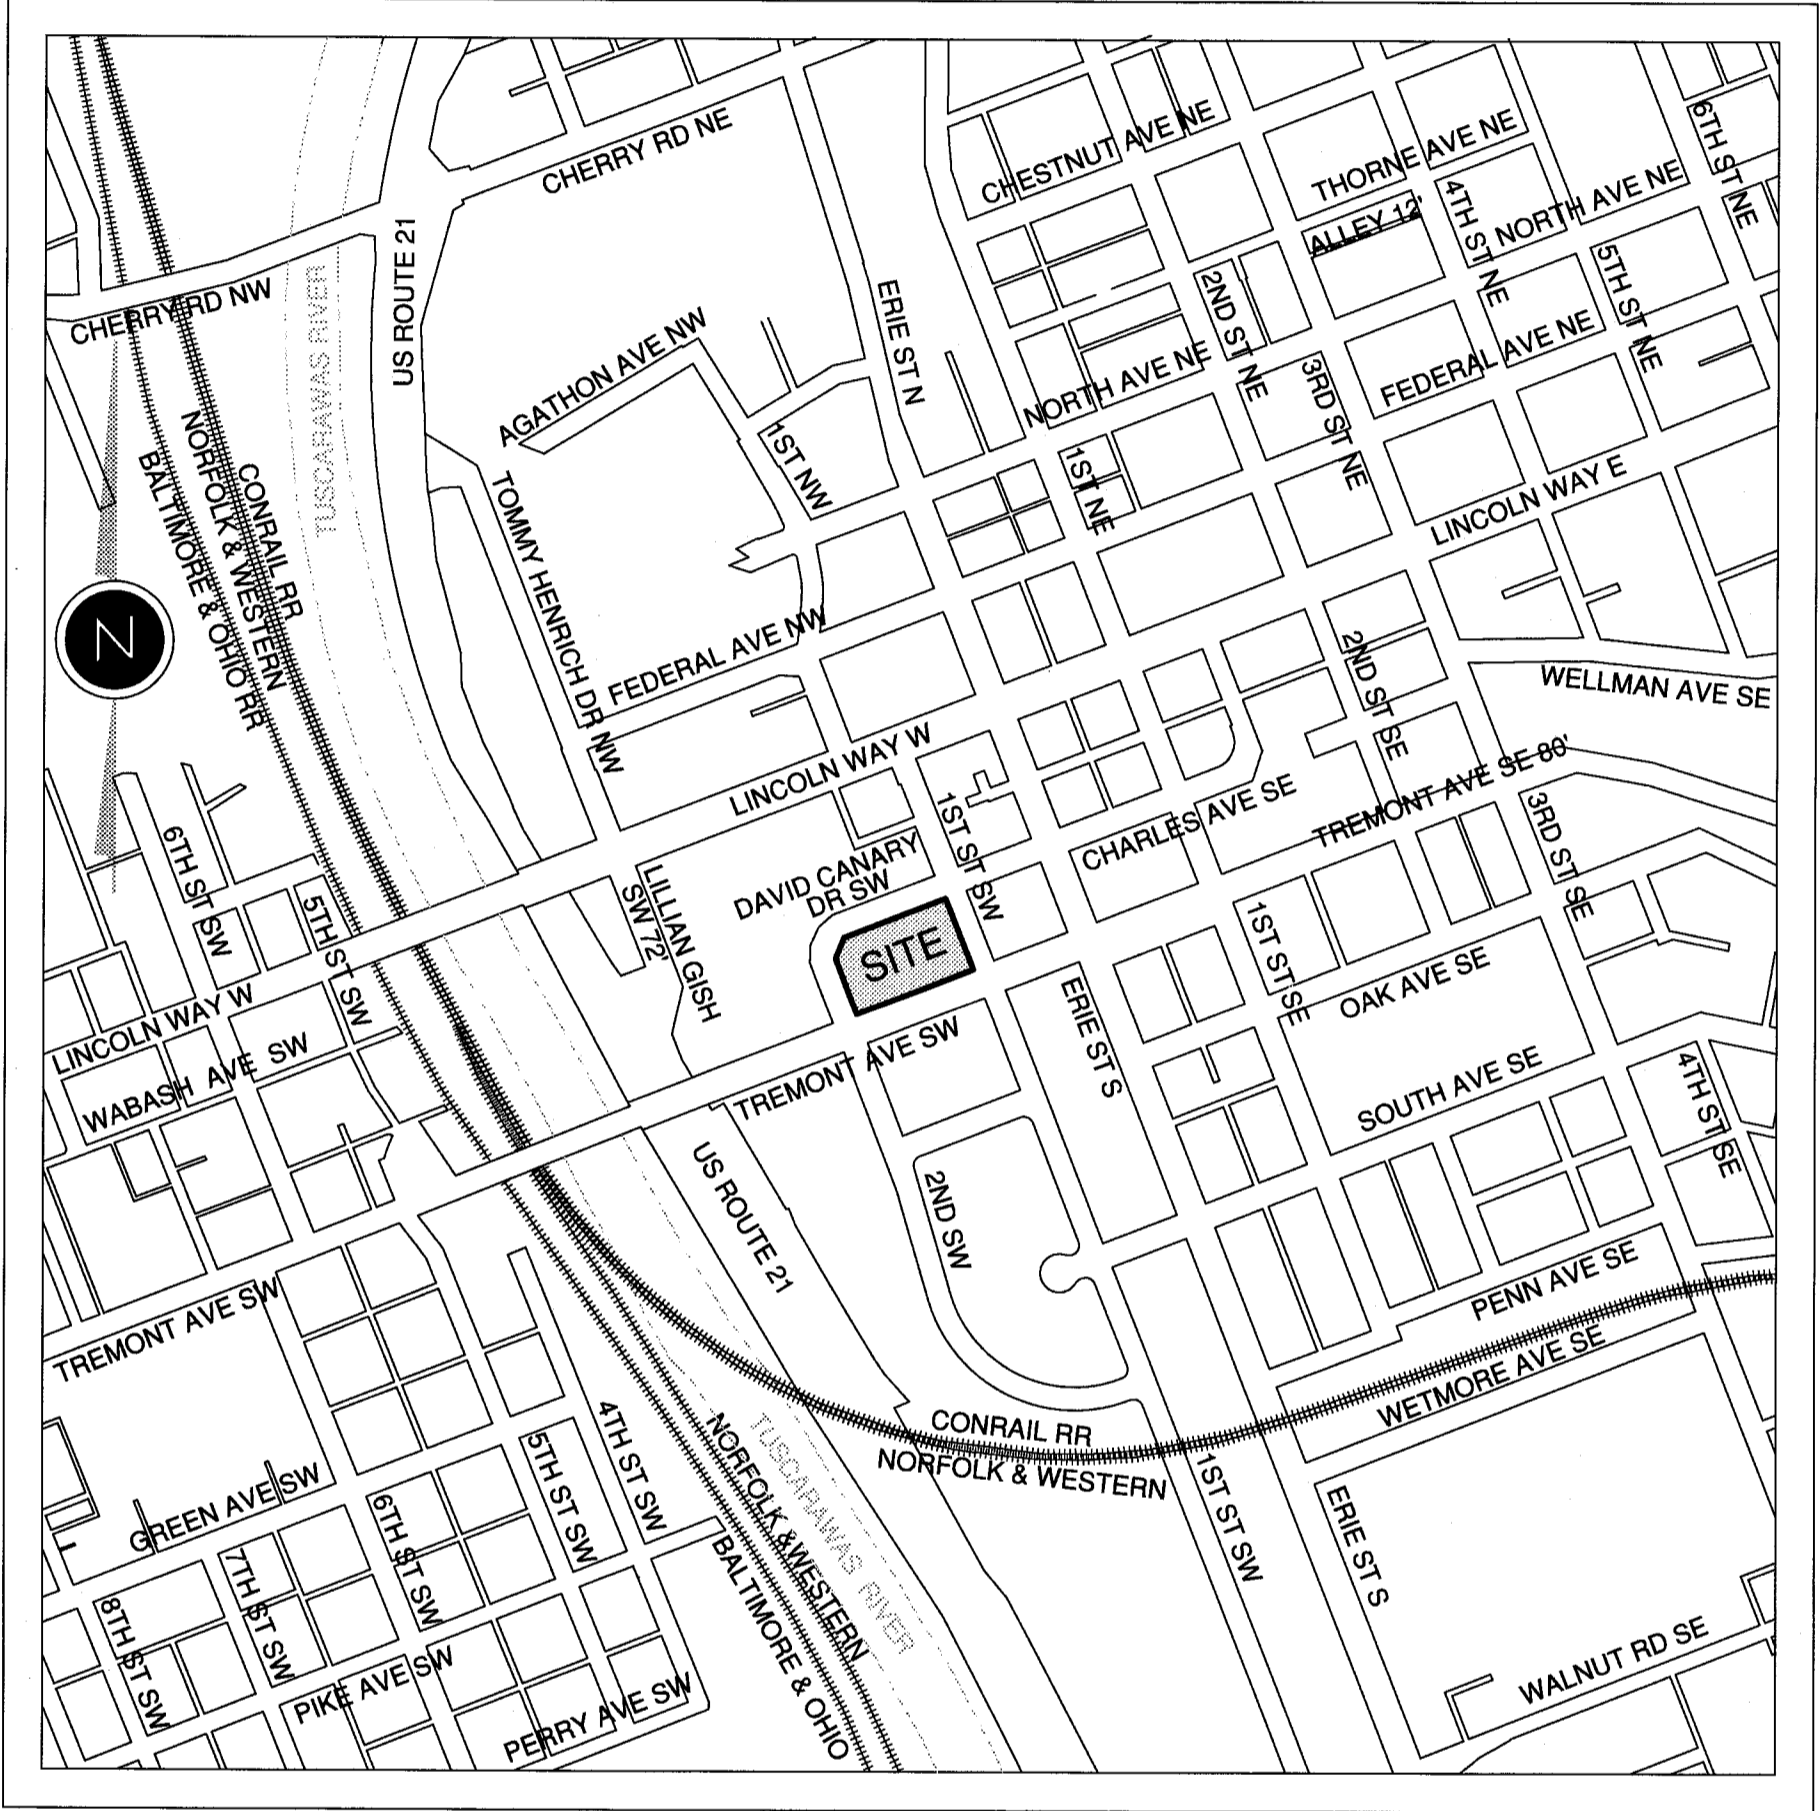 CHERRY RD NE
CHESTNUT AVE NE
THORNE AVE NE
6TH ST NE
ALLEY 12'
4TH ST NE
NORTH AVE NE
5TH ST NE
US ROUTE 21
TUSCARAWAS RIVER
CHERRY RD NW
ERIE ST N
2ND ST NE
AGATHON AVE NW
NORTH AVE NE
3RD ST NE
FEDERAL AVE NE
1ST NW
1ST NE
LINCOLN WAY E
CONRAIL RR
NORFOLK & WESTERN
BALTIMORE & OHIO RR
TOMMY HENRICH DR NW
N
FEDERAL AVE NW
2ND ST SE
WELLMAN AVE SE
LINCOLN WAY W
TREMONT AVE SE 80'
CHARLES AVE SE
1ST ST SW
3RD ST SE
6TH ST SW
5TH ST SW
DAVID CANARY
DR SW
LILLIAN GISH
SW 72'
SITE
1ST ST SE
OAK AVE SE
LINCOLN WAY W
WABASH AVE SW
ERIE ST S
TREMONT AVE SW
SOUTH AVE SE
4TH ST SE
US ROUTE 21
2ND SW
PENN AVE SE
TREMONT AVE SW
WETMORE AVE SE
CONRAIL RR
NORFOLK & WESTERN
4TH ST SW
5TH ST SW
NORFOLK & WESTERN
TUSCARAWAS RIVER
GREEN AVE SW
6TH ST SW
1ST ST SW
ERIE ST S
7TH ST SW
8TH ST SW
BALTIMORE & OHIO
PIKE AVE SW
PERRY AVE SW
WALNUT RD SE